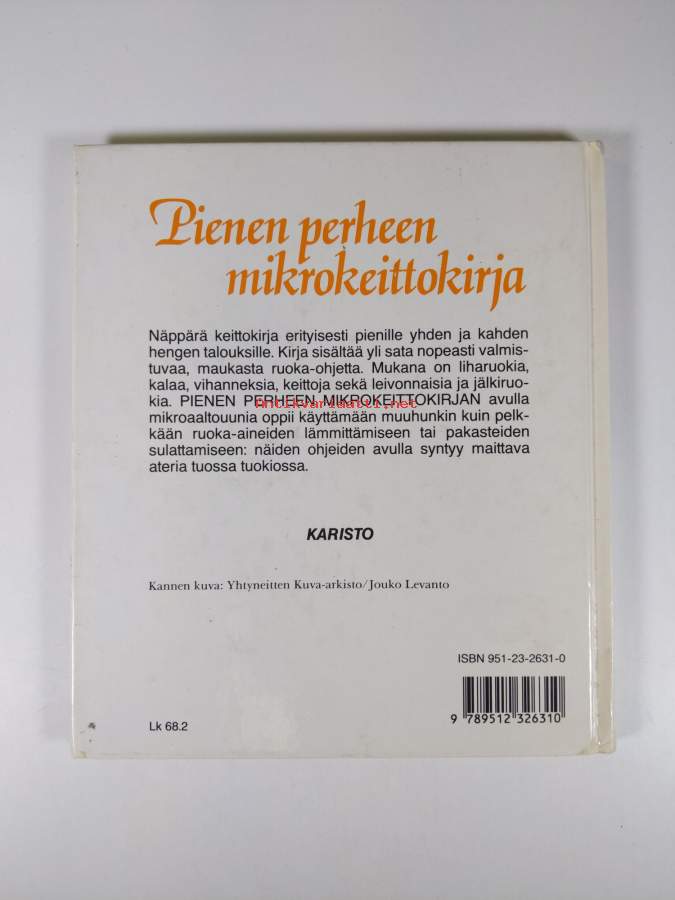 Pienen perheen
mikrokeittokirja
Näppärä keittokirja erityisesti pienille yhden ja kahden
hengen talouksille. Kirja sisältää yli sata nopeasti valmis-
tuvaa, maukasta ruoka-ohjetta. Mukana on liharuokia,
kalaa, vihanneksia, keittoja sekä leivonnaisia ja jälkiruo-
kia. PIENEN PERHEEN MIKROKEITTOKIRJAN avulla
Antikvariaatti.net
mikroaaltouunia oppii käyttämään muuhunkin kuin pelk-
kään ruoka-aineiden lämmittämiseen tai pakasteiden
sulattamiseen: näiden ohjeiden avulla syntyy maittava
ateria tuossa tuokiossa.
KARISTO
Kannen kuva: Yhtyneitten Kuva-arkisto/Jouko Levanto
ISBN 951-23-2631-0
9 789512 326310
Lk 68.2